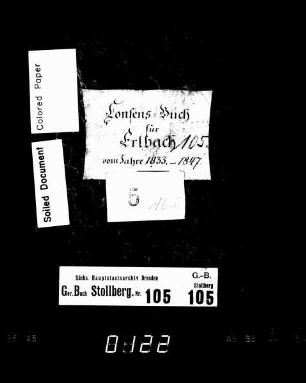 Colored Paper
Consens-Buch
für
Erlbach 105.
vom Jahre 1833.–1847.
Soiled Document
5
105
Sächs. Hauptstaatsarchiv Dresden
Ger. Buch Stollberg. Nr. 105
G.-B.
Stollberg
105
0:122